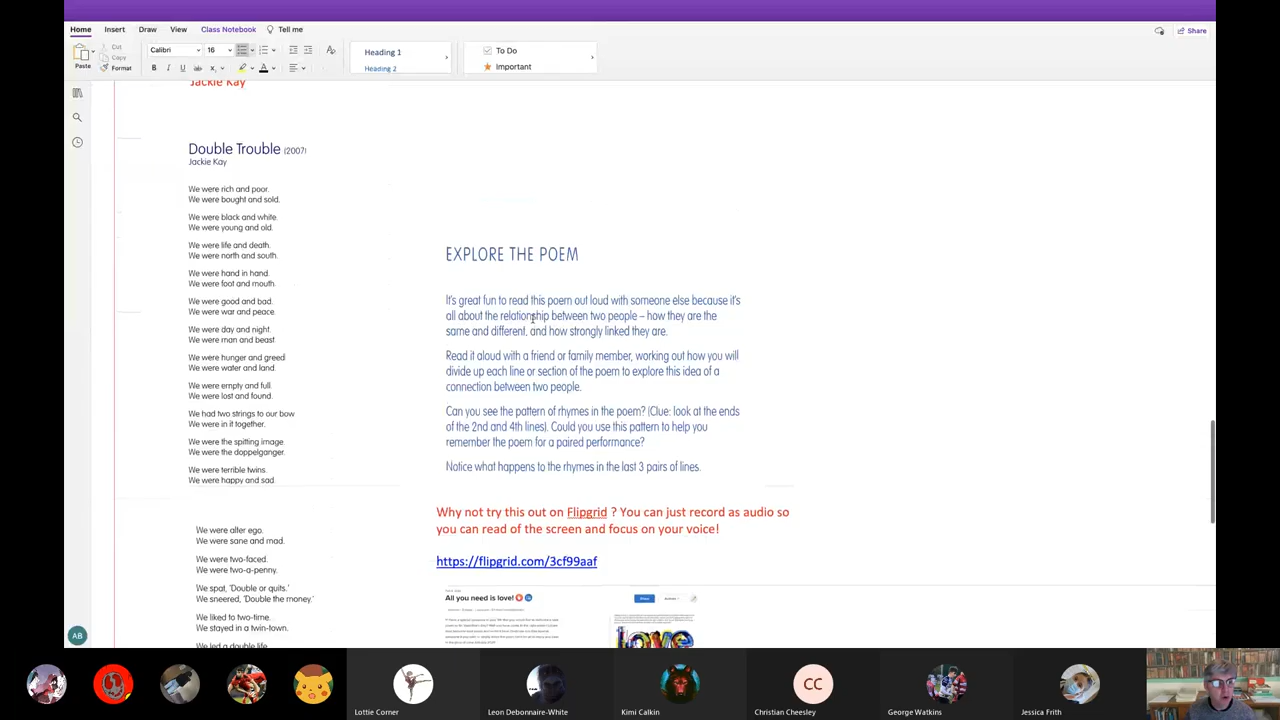 Home Insert Draw View Class Notebook Tell me
Share
Paste
Cut
Copy
Format
Calibri 16
Heading 1
Heading 2
To Do
Important
Jackie Kay
Double Trouble (2007)
Jackie Kay
We were rich and poor.
We were bought and sold.
We were black and white.
We were young and old.
We were life and death.
We were north and south.
We were hand in hand.
We were foot and mouth.
We were good and bad.
We were war and peace.
We were day and night.
We were man and beast.
We were hunger and greed
We were water and land.
We were empty and full.
We were lost and found.
We had two strings to our bow
We were in it together.
We were the spitting image.
We were the doppelganger.
We were terrible twins.
We were happy and sad.
We were alter ego.
We were sane and mad.
We were two-faced.
We were two-a-penny.
We spat, 'Double or quits.'
We sneered, 'Double the money.'
We liked to two-time.
We stayed in a twin-town.
We led a double life
EXPLORE THE POEM
It's great fun to read this poem out loud with someone else because it's
all about the relationship between two people – how they are the
same and different, and how strongly linked they are.
Read it aloud with a friend or family member, working out how you will
divide up each line or section of the poem to explore this idea of a
connection between two people.
Can you see the pattern of rhymes in the poem? (Clue: look at the ends
of the 2nd and 4th lines). Could you use this pattern to help you
remember the poem for a paired performance?
Notice what happens to the rhymes in the last 3 pairs of lines.
Why not try this out on Flipgrid ? You can just record as audio so
you can read of the screen and focus on your voice!
https://flipgrid.com/3cf99aaf
All you need is love!
love
AB
Lottie Corner
Leon Debonnaire-White
Kimi Calkin
CC
Christian Cheesley
George Watkins
Jessica Frith